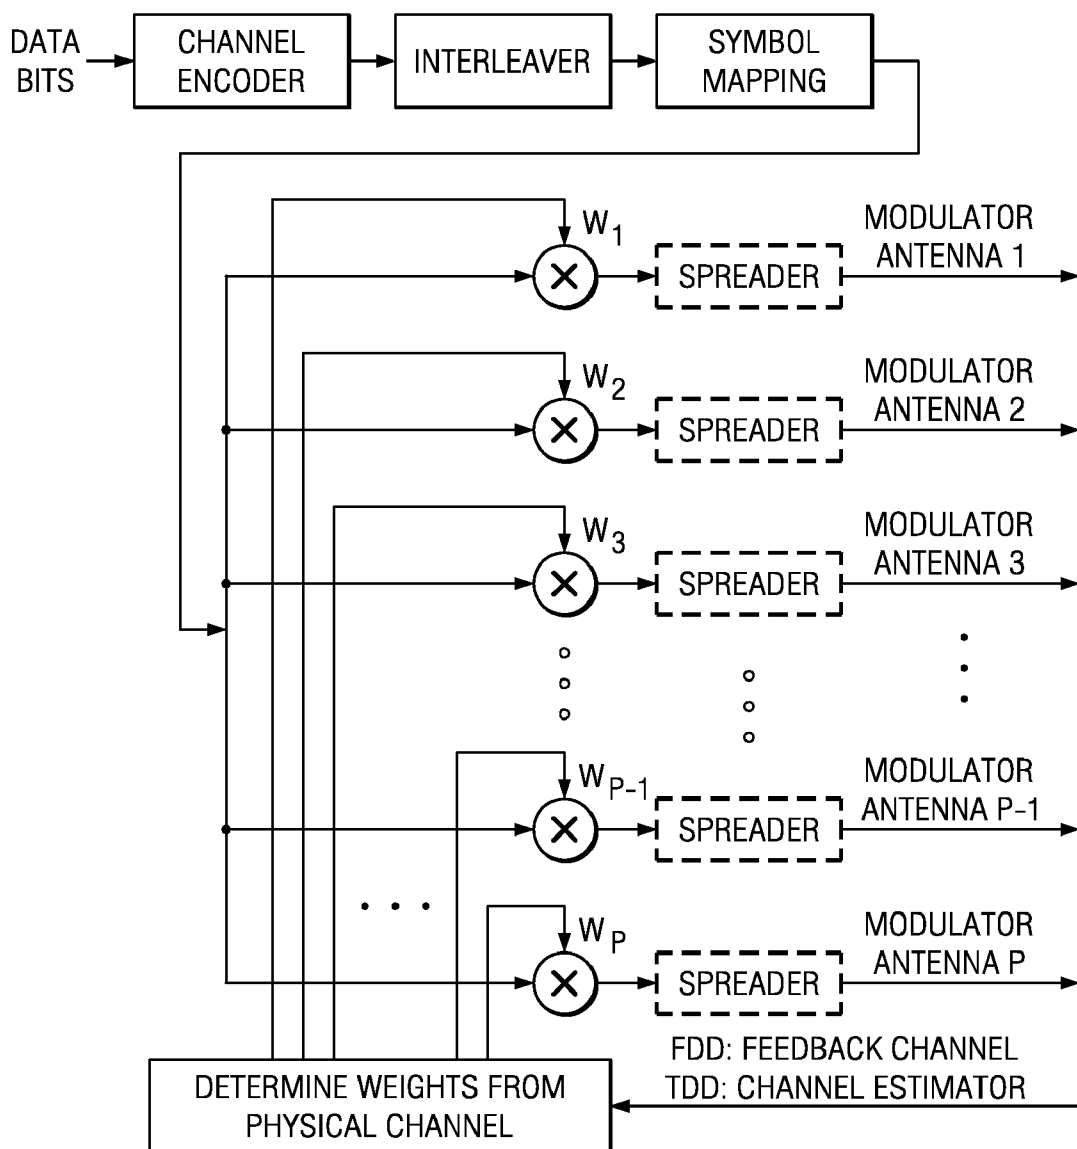 DATA
BITS
CHANNEL
ENCODER
INTERLEAVER
SYMBOL
MAPPING
W1
SPREADER
MODULATOR
ANTENNA 1
W2
SPREADER
MODULATOR
ANTENNA 2
W3
SPREADER
MODULATOR
ANTENNA 3
WP-1
SPREADER
MODULATOR
ANTENNA P-1
WP
SPREADER
MODULATOR
ANTENNA P
DETERMINE WEIGHTS FROM
PHYSICAL CHANNEL
FDD: FEEDBACK CHANNEL
TDD: CHANNEL ESTIMATOR